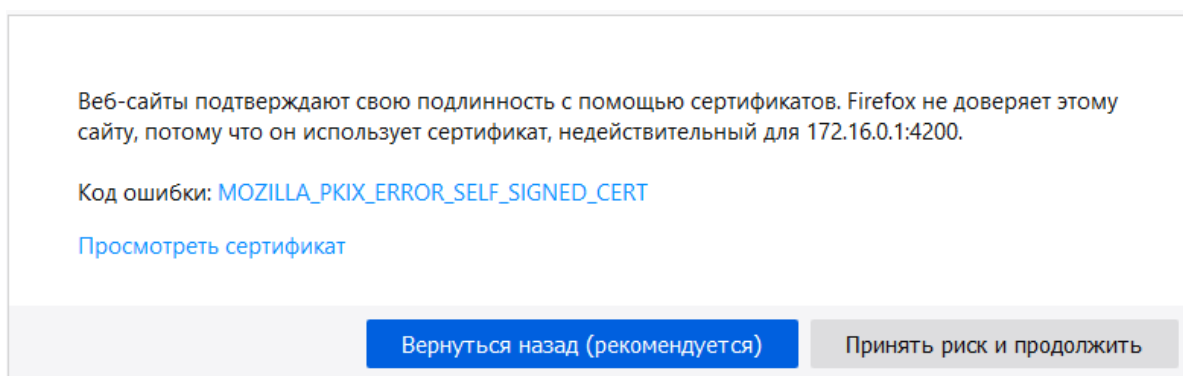 Веб-сайты подтверждают свою подлинность с помощью сертификатов. Firefox не доверяет этому
сайту, потому что он использует сертификат, недействительный для 172.16.0.1:4200.
Код ошибки: MOZILLA_PKIX_ERROR_SELF_SIGNED_CERT
Просмотреть сертификат
Вернуться назад (рекомендуется)
Принять риск и продолжить